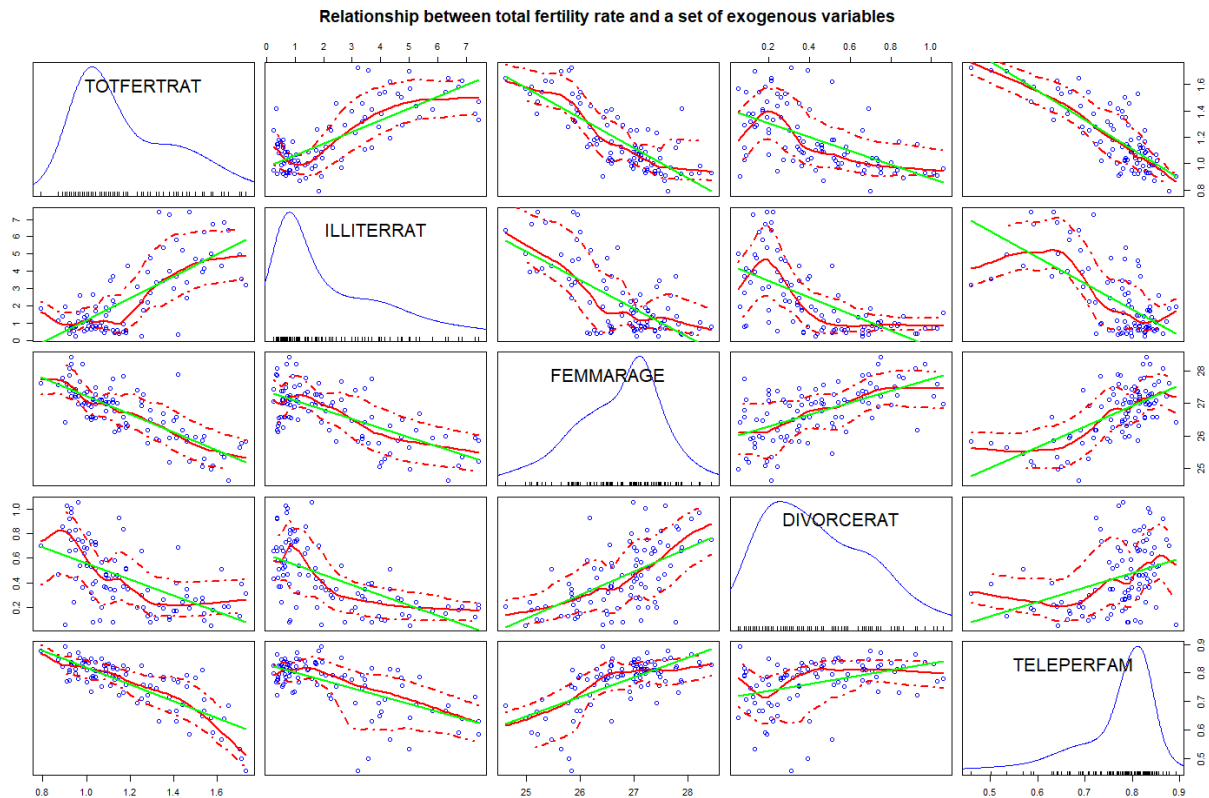 Relationship between total fertility rate and a set of exogenous variables
0 1 2 3 4 5 6 7
0.2 0.4 0.6 0.8 1.0
TOTFERTRAT
0.8 1.0 1.2 1.4 1.6
0 1 2 3 4 5 6 7
ILLITERRAT
FEMMARAGE
25 26 27 28
0.2 0.4 0.6 0.8 1.0
DIVORCERAT
TELEPERFAM
0.5 0.6 0.7 0.8 0.9
0.8 1.0 1.2 1.4 1.6
25 26 27 28
0.5 0.6 0.7 0.8 0.9